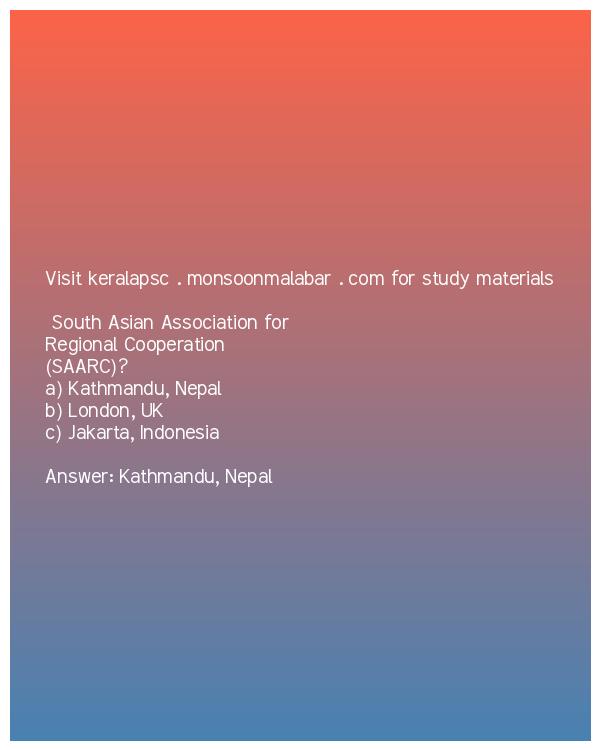 Visit keralapsc . monsoonmalabar . com for study materials
South Asian Association for
Regional Cooperation
(SAARC)?
a) Kathmandu, Nepal
b) London, UK
c) Jakarta, Indonesia
Answer: Kathmandu, Nepal